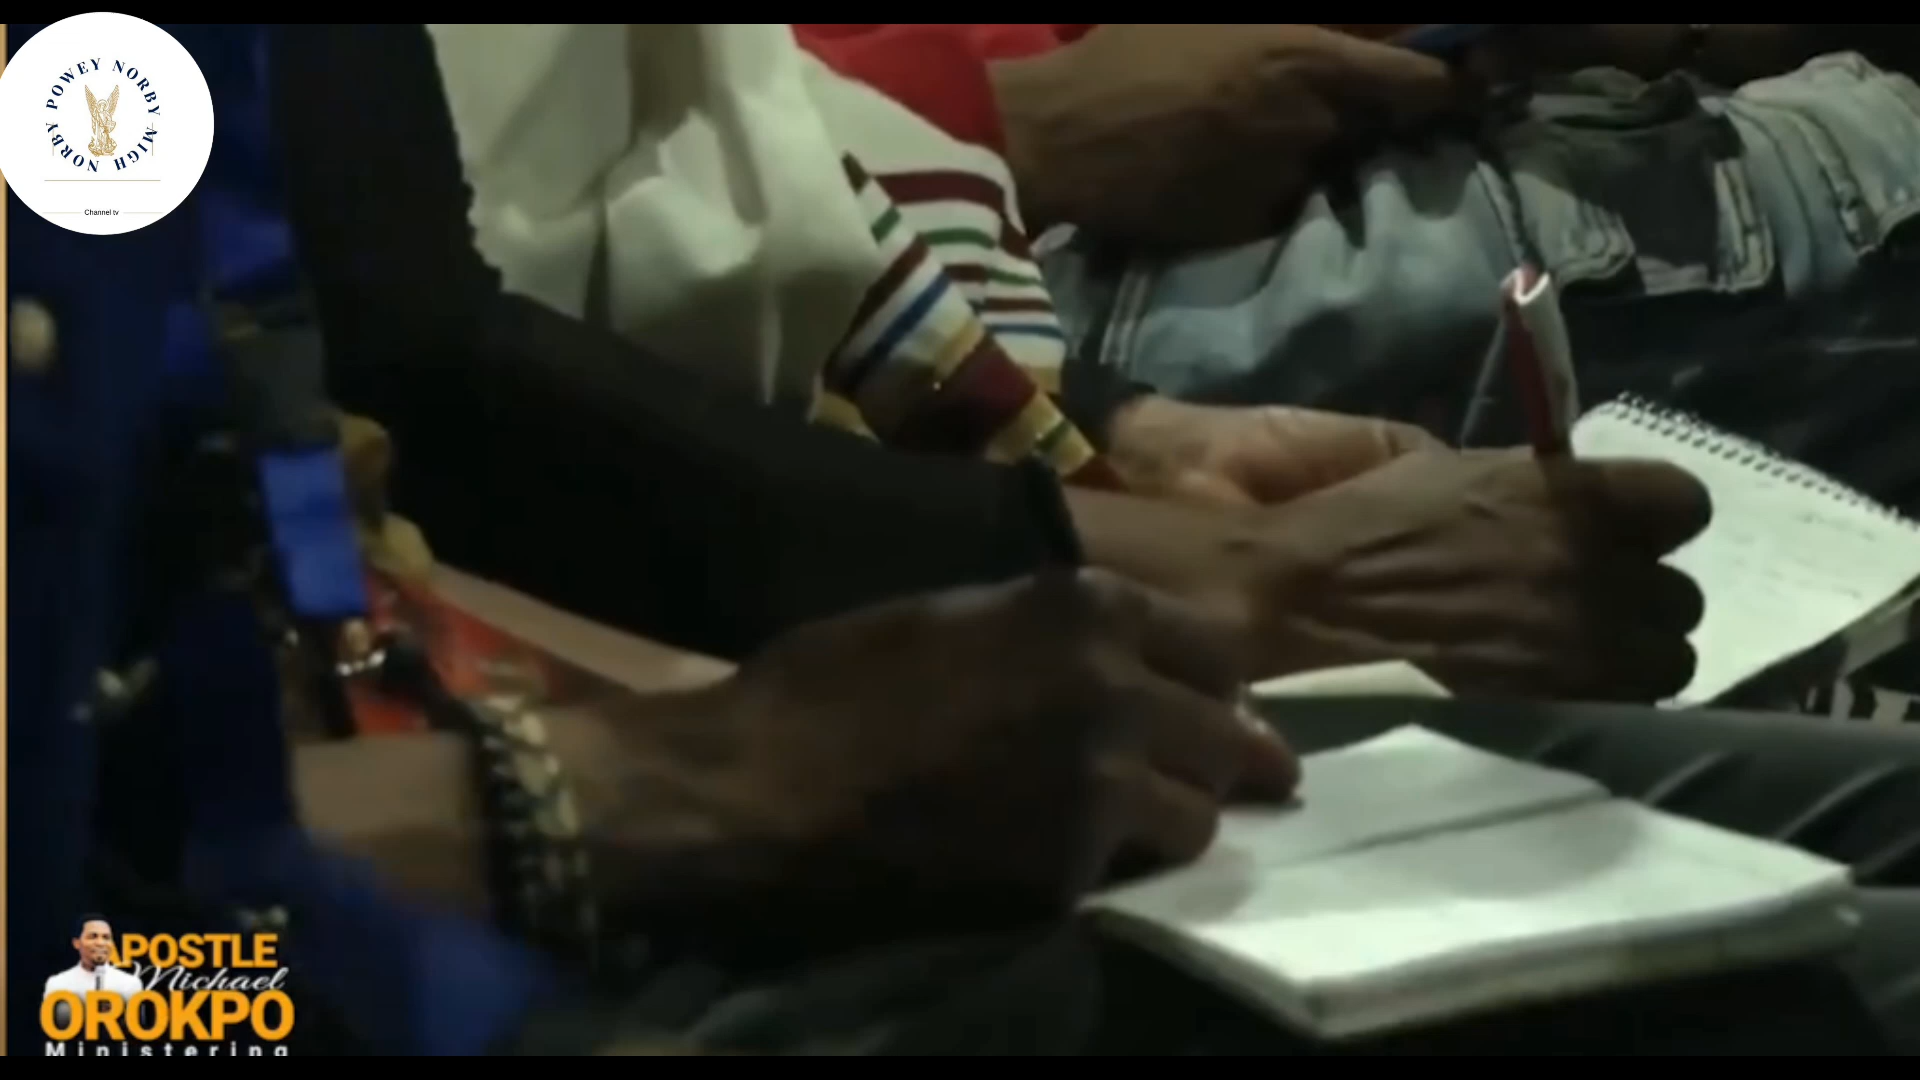 POWEY NORBY MIGH NORBY
Channel tv
APOSTLE
Michael
OROKPO
Ministering